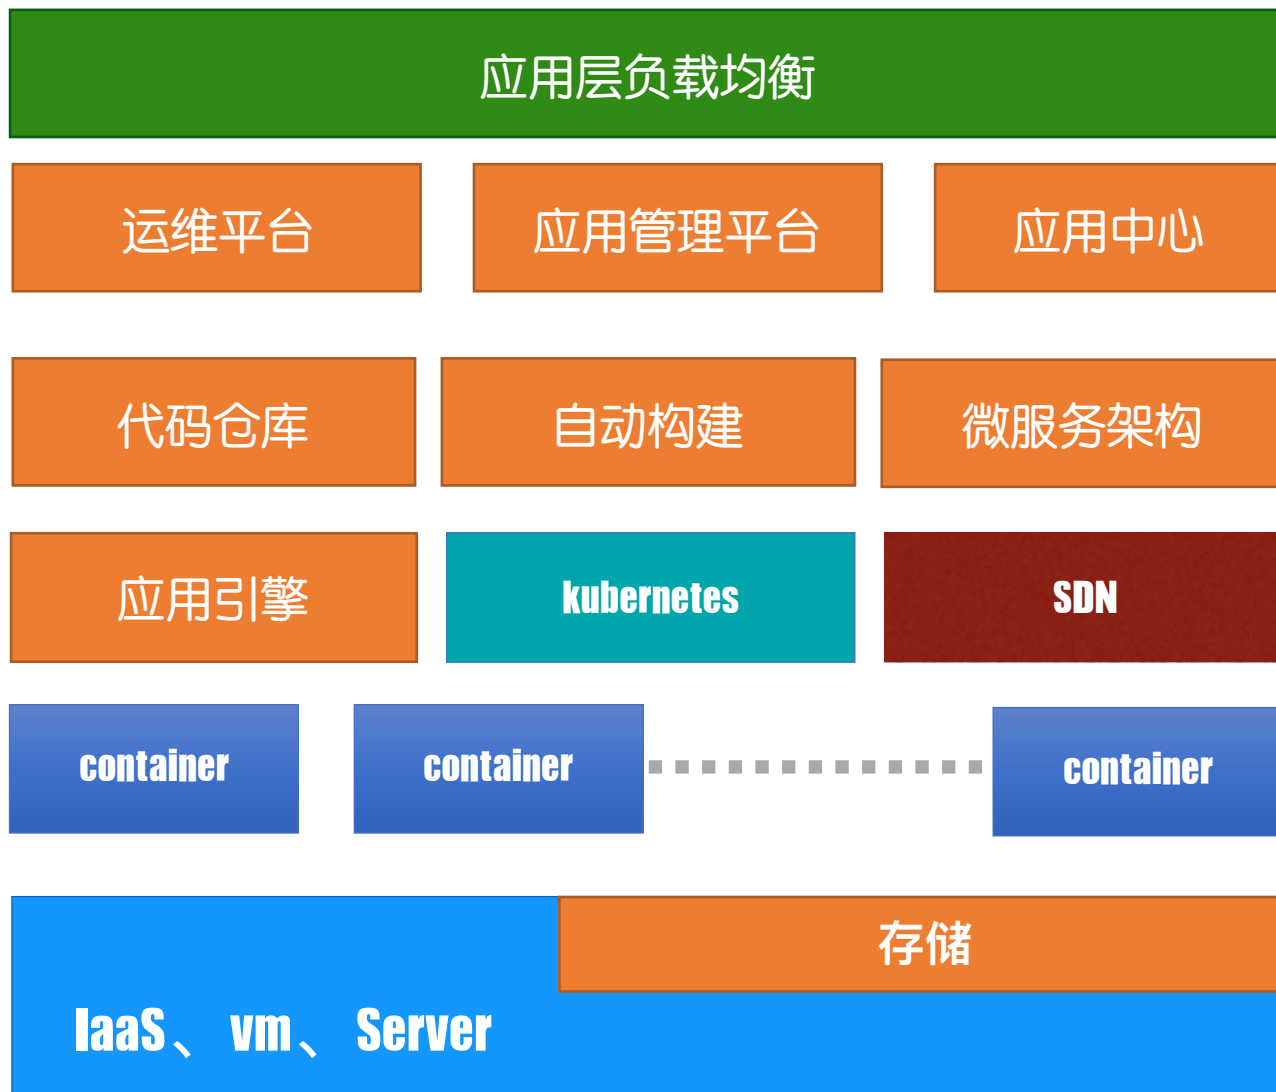 应用层负载均衡
运维平台
应用管理平台
应用中心
代码仓库
自动构建
微服务架构
应用引擎
kubernetes
SDN
container
container
container
存储
IaaS、vm、Server